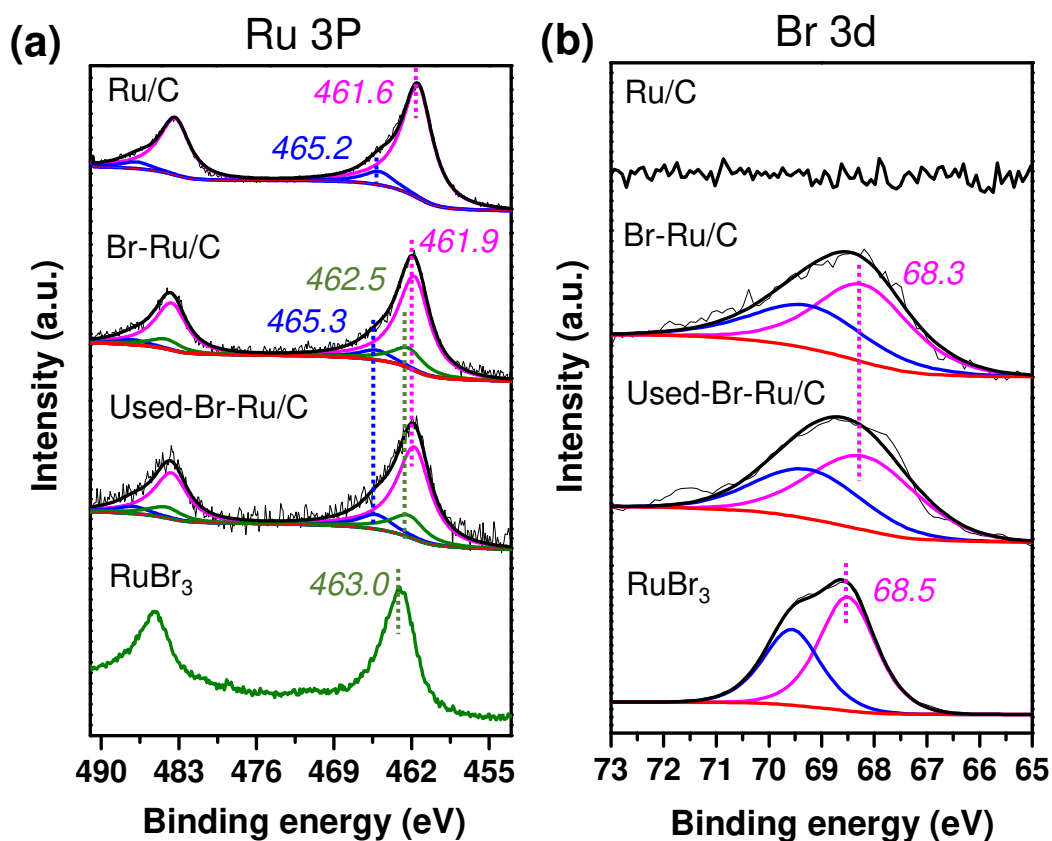 (a)
Ru 3P
Intensity (a.u.)
Ru/C
461.6
465.2
Br-Ru/C
461.9
462.5
465.3
Used-Br-Ru/C
RuBr₃
463.0
490 483 476 469 462 455
Binding energy (eV)
(b)
Br 3d
Intensity (a.u.)
Ru/C
Br-Ru/C
68.3
Used-Br-Ru/C
RuBr₃
68.5
73 72 71 70 69 68 67 66 65
Binding energy (eV)